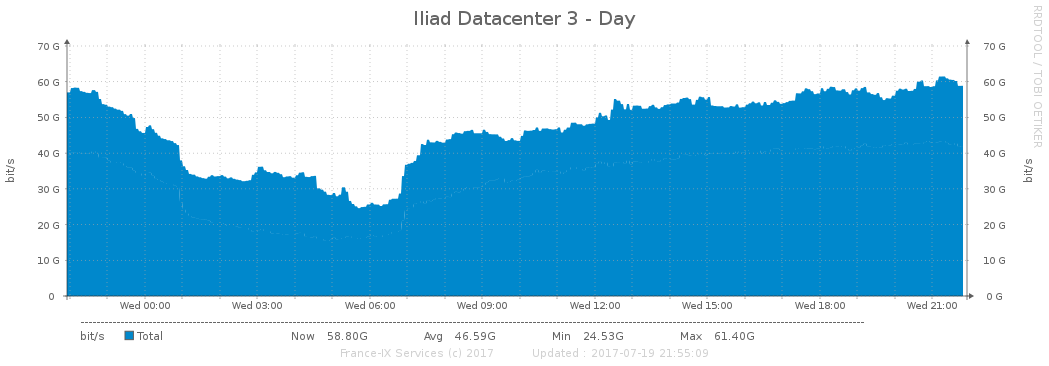 Iliad Datacenter 3 - Day
RRDTOOL / TOBI OETIKER
70 G 70 G
60 G 60 G
50 G 50 G
40 G 40 G
30 G 30 G
20 G 20 G
10 G 10 G
0 0 G
bit/s bit/s
Wed 00:00 Wed 03:00 Wed 06:00 Wed 09:00 Wed 12:00 Wed 15:00 Wed 18:00 Wed 21:00
bit/s Total Now 58.80G Avg 46.59G Min 24.53G Max 61.40G
France-IX Services (c) 2017 Updated : 2017-07-19 21:55:09